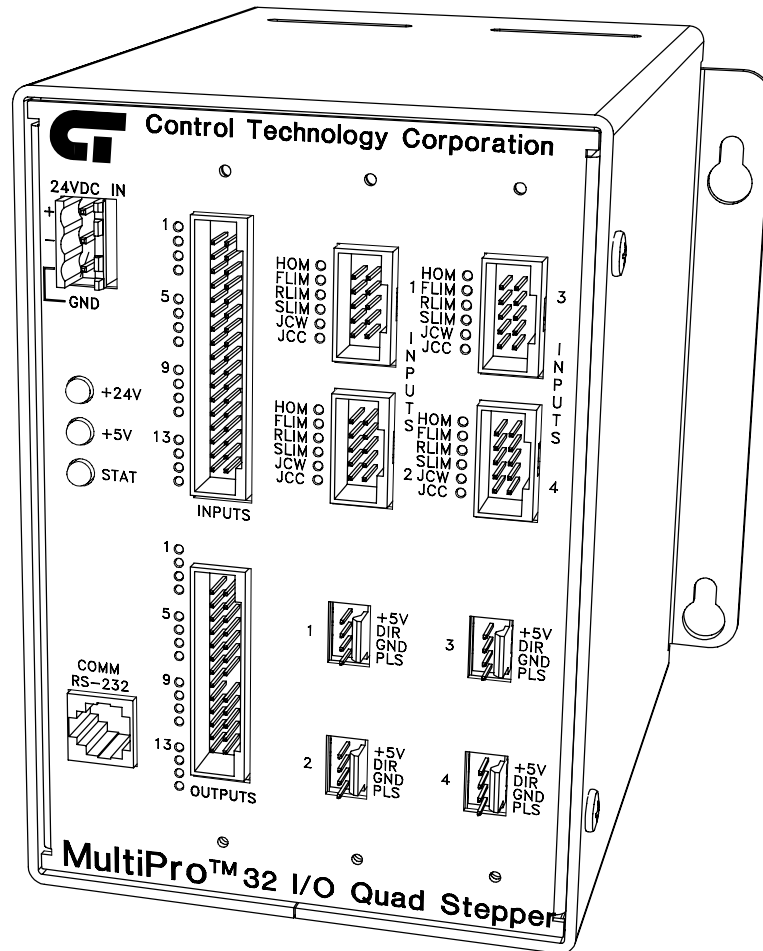 CT Control Technology Corporation
24VDC IN
+
−
GND
+24V
+5V
STAT
COMM
RS-232
1
5
9
13
INPUTS
1
5
9
13
OUTPUTS
HOM
FLIM
RLIM
SLIM
JCW
JCC
1
INPUTS
HOM
FLIM
RLIM
SLIM
JCW
JCC
2
HOM
FLIM
RLIM
SLIM
JCW
JCC
3
INPUTS
HOM
FLIM
RLIM
SLIM
JCW
JCC
4
1
+5V
DIR
GND
PLS
2
+5V
DIR
GND
PLS
3
+5V
DIR
GND
PLS
4
+5V
DIR
GND
PLS
MultiPro™ 32 I/O Quad Stepper